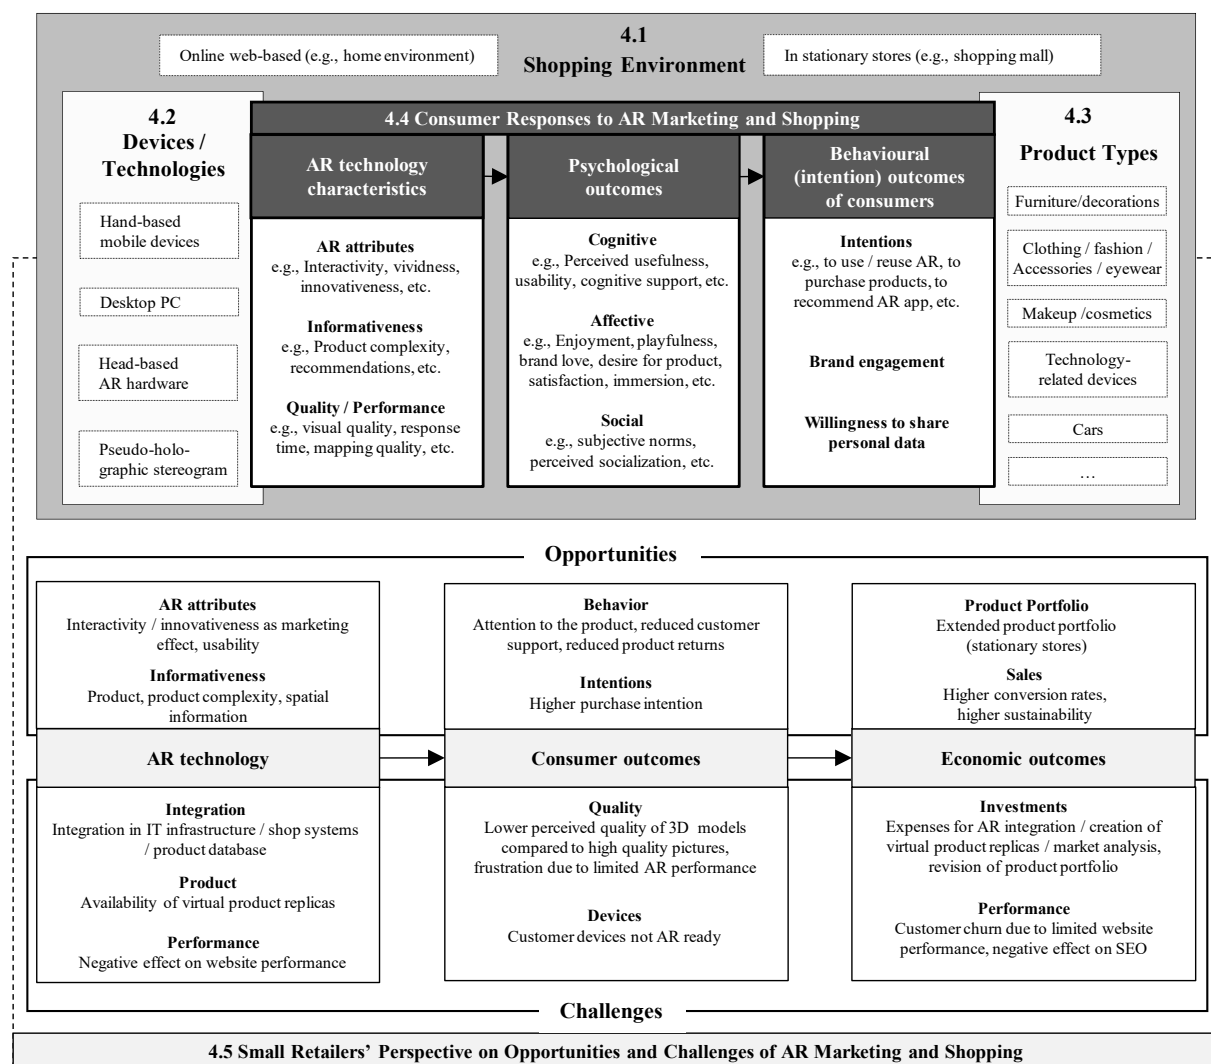 4.1
Shopping Environment
Online web-based (e.g., home environment)
In stationary stores (e.g., shopping mall)
4.2
Devices /
Technologies
Hand-based
mobile devices
Desktop PC
Head-based
AR hardware
Pseudo-holo-
graphic stereogram
4.4 Consumer Responses to AR Marketing and Shopping
AR technology
characteristics
AR attributes
e.g., Interactivity, vividness,
innovativeness, etc.
Informativeness
e.g., Product complexity,
recommendations, etc.
Quality / Performance
e.g., visual quality, response
time, mapping quality, etc.
Psychological
outcomes
Cognitive
e.g., Perceived usefulness,
usability, cognitive support, etc.
Affective
e.g., Enjoyment, playfulness,
brand love, desire for product,
satisfaction, immersion, etc.
Social
e.g., subjective norms,
perceived socialization, etc.
Behavioural
(intention) outcomes
of consumers
Intentions
e.g., to use / reuse AR, to
purchase products, to
recommend AR app, etc.
Brand engagement
Willingness to share
personal data
4.3
Product Types
Furniture/decorations
Clothing / fashion /
Accessories / eyewear
Makeup /cosmetics
Technology-
related devices
Cars
…
Opportunities
AR attributes
Interactivity / innovativeness as marketing
effect, usability
Informativeness
Product, product complexity, spatial
information
Behavior
Attention to the product, reduced customer
support, reduced product returns
Intentions
Higher purchase intention
Product Portfolio
Extended product portfolio
(stationary stores)
Sales
Higher conversion rates,
higher sustainability
AR technology
Consumer outcomes
Economic outcomes
Integration
Integration in IT infrastructure / shop systems
/ product database
Product
Availability of virtual product replicas
Performance
Negative effect on website performance
Quality
Lower perceived quality of 3D models
compared to high quality pictures,
frustration due to limited AR performance
Devices
Customer devices not AR ready
Investments
Expenses for AR integration / creation of
virtual product replicas / market analysis,
revision of product portfolio
Performance
Customer churn due to limited website
performance, negative effect on SEO
Challenges
4.5 Small Retailers’ Perspective on Opportunities and Challenges of AR Marketing and Shopping